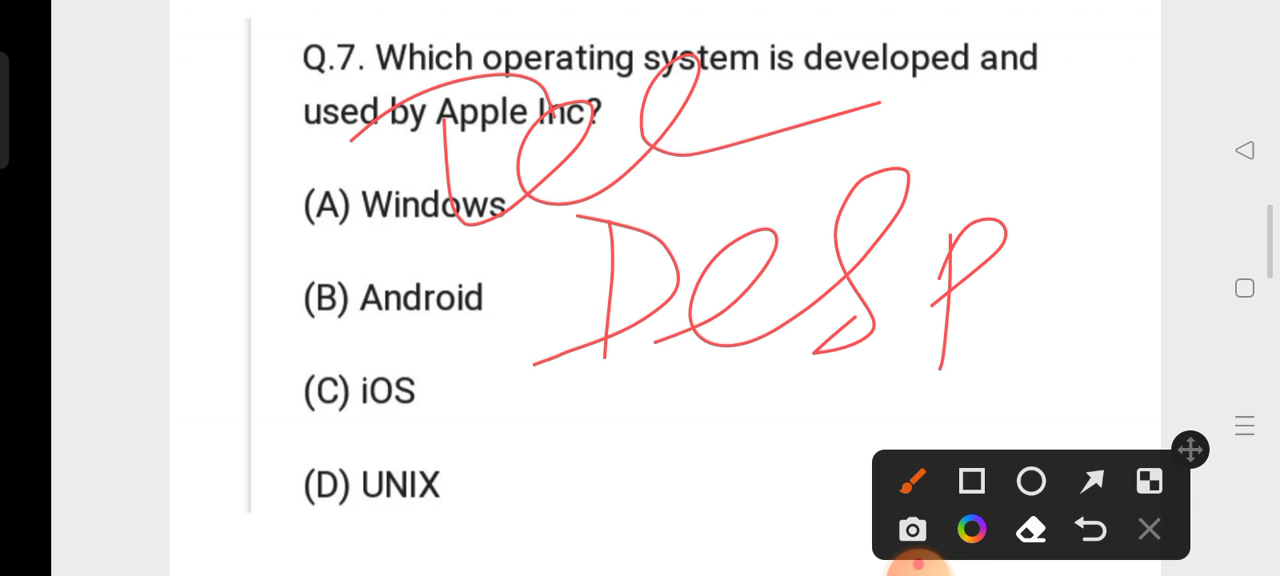 Q.7. Which operating system is developed and
used by Apple Inc?
(A) Windows
(B) Android
(C) iOS
(D) UNIX